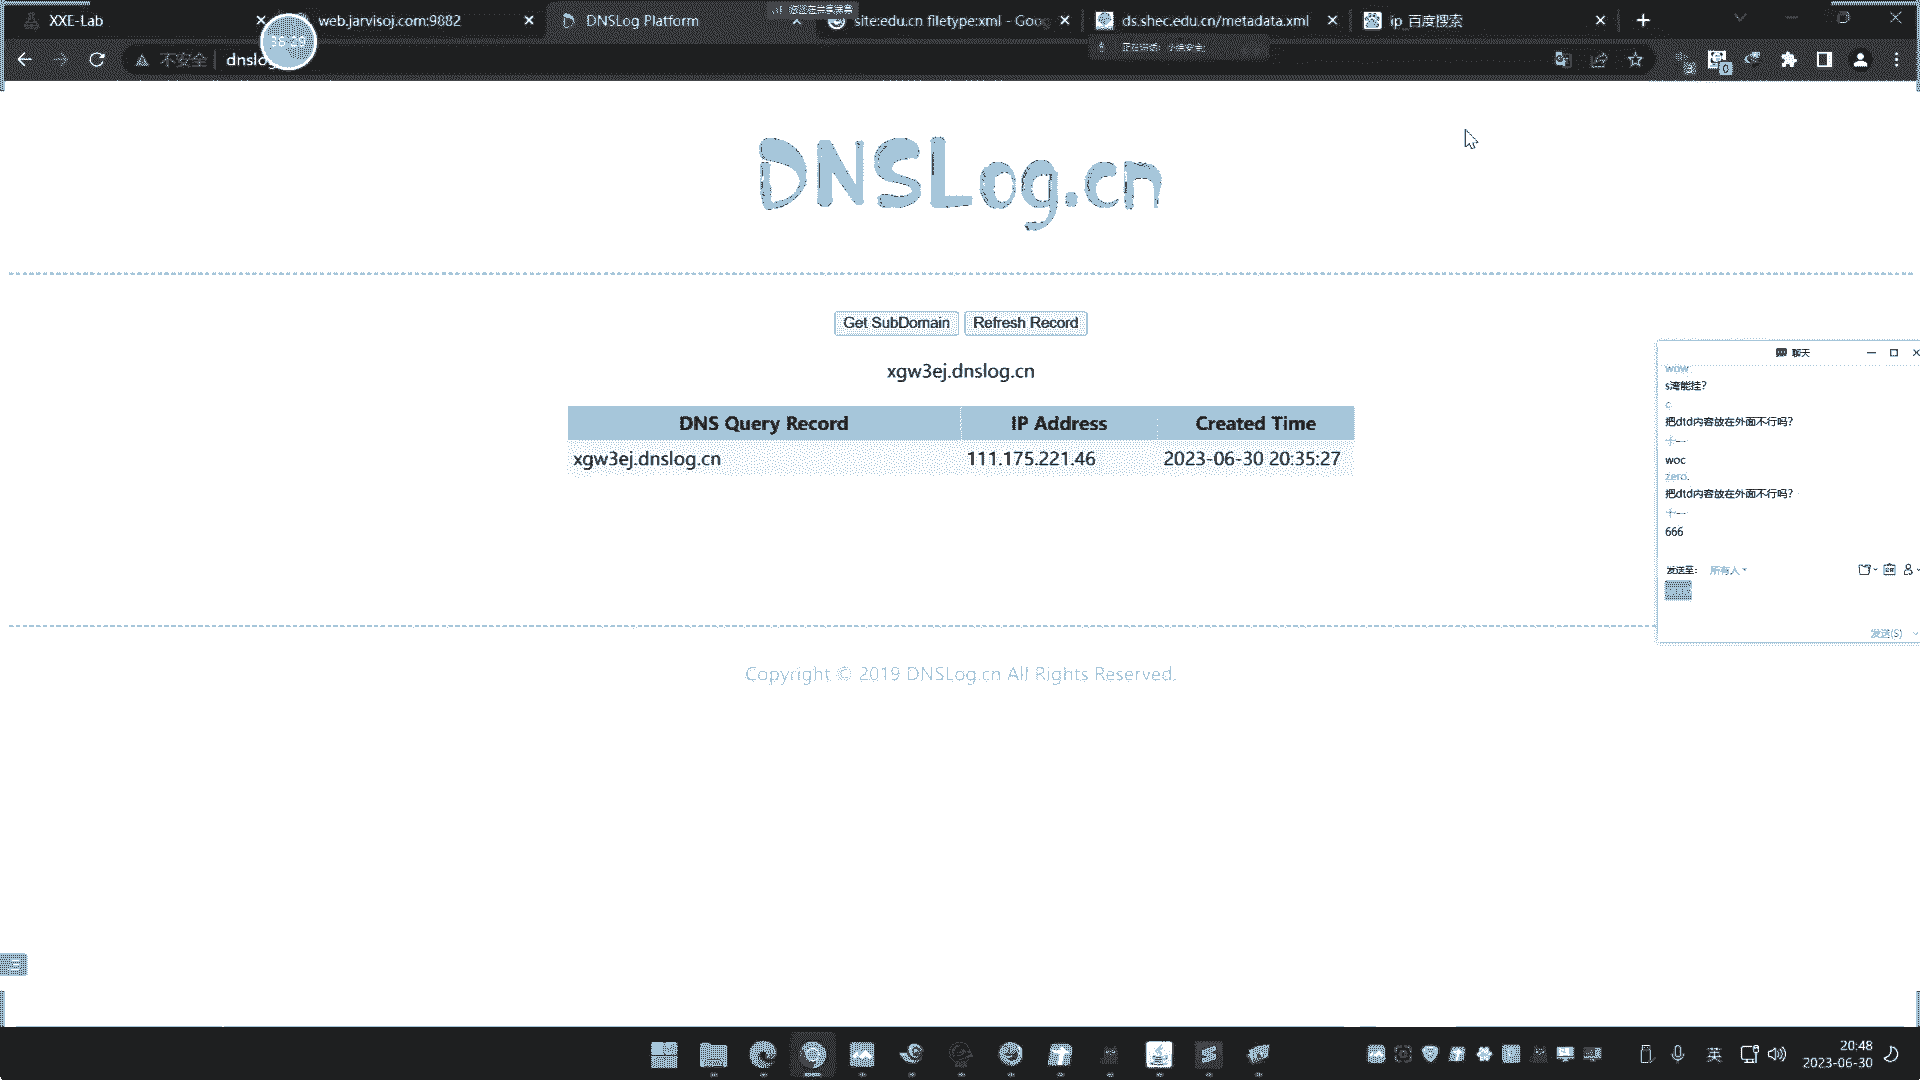 XXE-Lab
web.jarvisoj.com:9882
DNSLog Platform
site:edu.cn filetype:xml - Goog
ds.shec.edu.cn/metadata.xml
ip_百度搜索
不安全
dnslog
DNSLog.cn
Get SubDomain
Refresh Record
xgw3ej.dnslog.cn
DNS Query Record IP Address Created Time
xgw3ej.dnslog.cn 111.175.221.46 2023-06-30 20:35:27
Copyright © 2019 DNSLog.cn All Rights Reserved.
聊天
wow
s湾能挂?
c.
把dtd内容放在外面不行吗?
十一
woc
zero.
把dtd内容放在外面不行吗?
十一
666
发送至: 所有人
发送(S)
英
20:48
2023-06-30